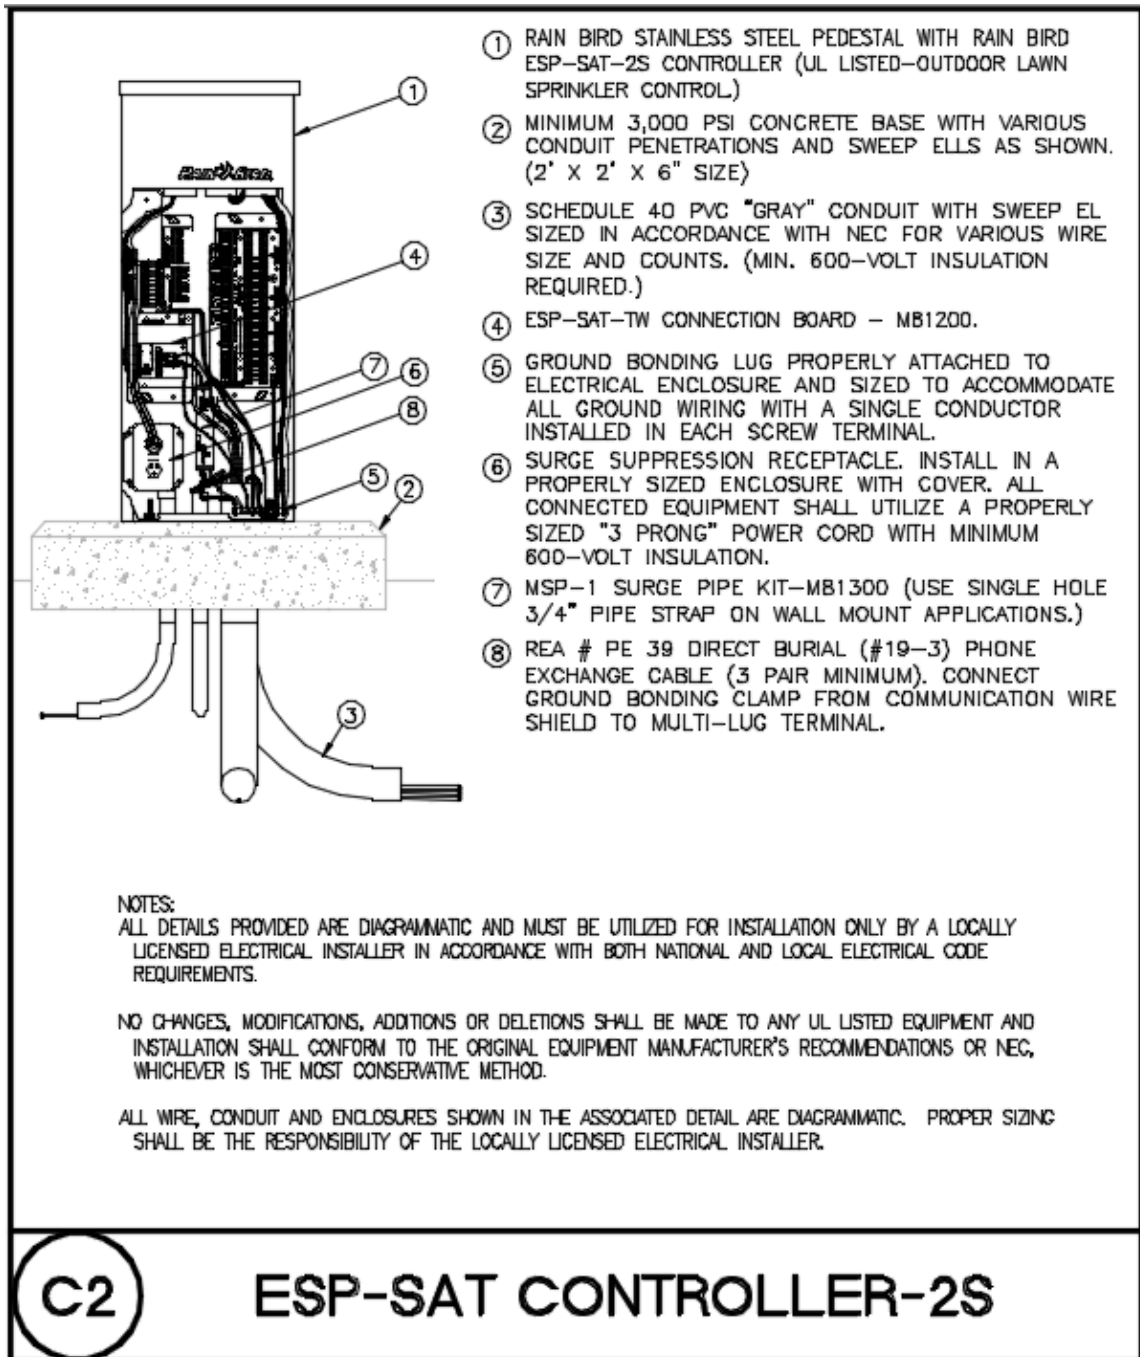 ① RAIN BIRD STAINLESS STEEL PEDESTAL WITH RAIN BIRD
ESP-SAT-2S CONTROLLER (UL LISTED-OUTDOOR LAWN
SPRINKLER CONTROL.)
② MINIMUM 3,000 PSI CONCRETE BASE WITH VARIOUS
CONDUIT PENETRATIONS AND SWEEP ELLS AS SHOWN.
(2' X 2' X 6" SIZE)
③ SCHEDULE 40 PVC "GRAY" CONDUIT WITH SWEEP EL
SIZED IN ACCORDANCE WITH NEC FOR VARIOUS WIRE
SIZE AND COUNTS. (MIN. 600-VOLT INSULATION
REQUIRED.)
④ ESP-SAT-TW CONNECTION BOARD - MB1200.
⑤ GROUND BONDING LUG PROPERLY ATTACHED TO
ELECTRICAL ENCLOSURE AND SIZED TO ACCOMMODATE
ALL GROUND WIRING WITH A SINGLE CONDUCTOR
INSTALLED IN EACH SCREW TERMINAL.
⑥ SURGE SUPPRESSION RECEPTACLE. INSTALL IN A
PROPERLY SIZED ENCLOSURE WITH COVER. ALL
CONNECTED EQUIPMENT SHALL UTILIZE A PROPERLY
SIZED "3 PRONG" POWER CORD WITH MINIMUM
600-VOLT INSULATION.
⑦ MSP-1 SURGE PIPE KIT-MB1300 (USE SINGLE HOLE
3/4" PIPE STRAP ON WALL MOUNT APPLICATIONS.)
⑧ REA # PE 39 DIRECT BURIAL (#19-3) PHONE
EXCHANGE CABLE (3 PAIR MINIMUM). CONNECT
GROUND BONDING CLAMP FROM COMMUNICATION WIRE
SHIELD TO MULTI-LUG TERMINAL.
①
Rain Bird
④
⑦
⑥
⑧
⑤
②
③
NOTES:
ALL DETAILS PROVIDED ARE DIAGRAMMATIC AND MUST BE UTILIZED FOR INSTALLATION ONLY BY A LOCALLY
LICENSED ELECTRICAL INSTALLER IN ACCORDANCE WITH BOTH NATIONAL AND LOCAL ELECTRICAL CODE
REQUIREMENTS.
NO CHANGES, MODIFICATIONS, ADDITIONS OR DELETIONS SHALL BE MADE TO ANY UL LISTED EQUIPMENT AND
INSTALLATION SHALL CONFORM TO THE ORIGINAL EQUIPMENT MANUFACTURER'S RECOMMENDATIONS OR NEC,
WHICHEVER IS THE MOST CONSERVATIVE METHOD.
ALL WIRE, CONDUIT AND ENCLOSURES SHOWN IN THE ASSOCIATED DETAIL ARE DIAGRAMMATIC. PROPER SIZING
SHALL BE THE RESPONSIBILITY OF THE LOCALLY LICENSED ELECTRICAL INSTALLER.
C2 ESP-SAT CONTROLLER-2S